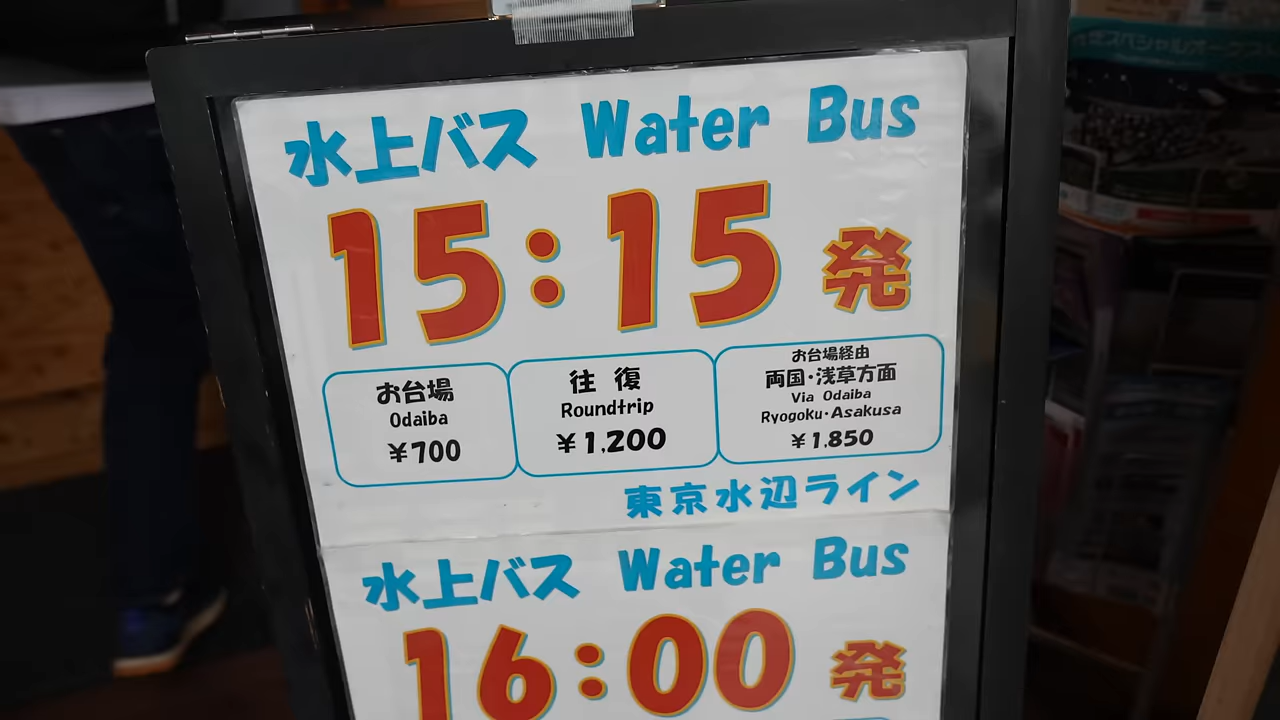 水上バス Water Bus
15:15 発
お台場
Odaiba
¥700
往復
Roundtrip
¥1,200
お台場経由
両国・浅草方面
Via Odaiba
Ryogoku・Asakusa
¥1,850
東京水辺ライン
水上バス Water Bus
16:00 発